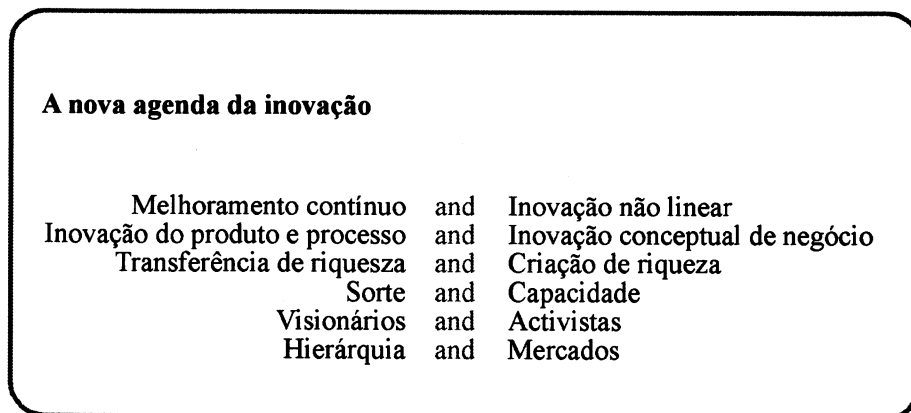 A nova agenda da inovação
Melhoramento contínuo and Inovação não linear
Inovação do produto e processo and Inovação conceptual de negócio
Transferência de riquesza and Criação de riqueza
Sorte and Capacidade
Visionários and Activistas
Hierárquia and Mercados